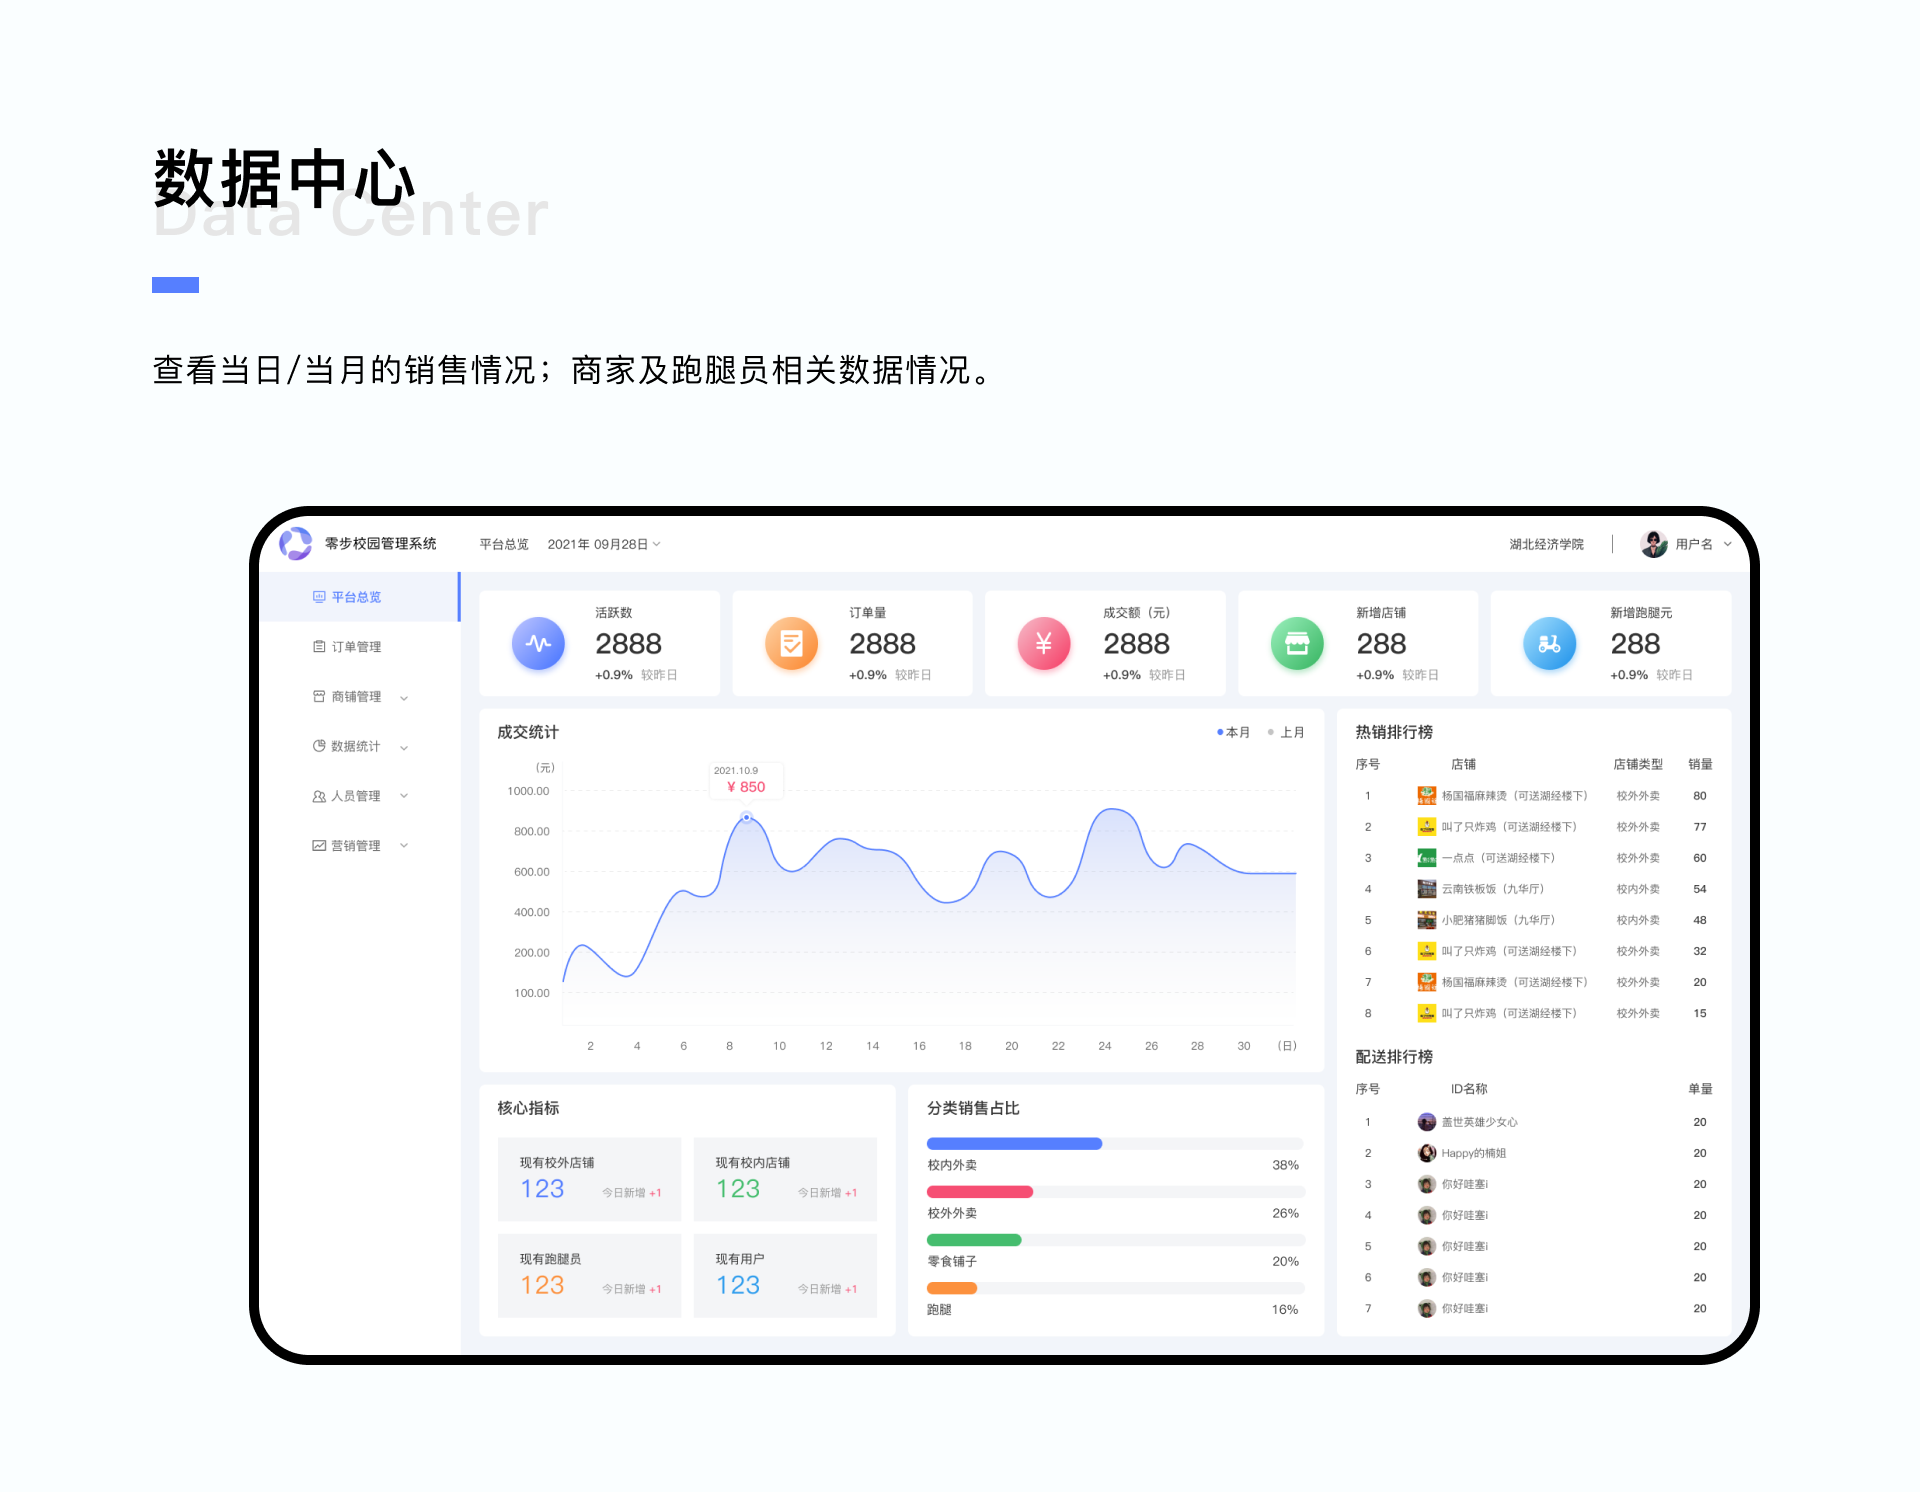 数据中心
Data Center
查看当日/当月的销售情况；商家及跑腿员相关数据情况。
零步校园管理系统
平台总览 2021年 09月28日
湖北经济学院
用户名
平台总览
订单管理
商铺管理
数据统计
人员管理
营销管理
活跃数
2888
+0.9% 较昨日
订单量
2888
+0.9% 较昨日
成交额（元）
2888
+0.9% 较昨日
新增店铺
288
+0.9% 较昨日
新增跑腿元
288
+0.9% 较昨日
成交统计
本月 上月
（元）
1000.00
800.00
600.00
400.00
200.00
100.00
2021.10.9
¥ 850
2 4 6 8 10 12 14 16 18 20 22 24 26 28 30 （日）
热销排行榜
序号 店铺 店铺类型 销量
1 杨国福麻辣烫（可送湖经楼下） 校外外卖 80
2 叫了只炸鸡（可送湖经楼下） 校外外卖 77
3 一点点（可送湖经楼下） 校外外卖 60
4 云南铁板饭（九华厅） 校内外卖 54
5 小肥猪猪脚饭（九华厅） 校内外卖 48
6 叫了只炸鸡（可送湖经楼下） 校外外卖 32
7 杨国福麻辣烫（可送湖经楼下） 校外外卖 20
8 叫了只炸鸡（可送湖经楼下） 校外外卖 15
配送排行榜
序号 ID名称 单量
1 盖世英雄少女心 20
2 Happy的楠姐 20
3 你好哇塞i 20
4 你好哇塞i 20
5 你好哇塞i 20
6 你好哇塞i 20
7 你好哇塞i 20
核心指标
现有校外店铺
123 今日新增 +1
现有校内店铺
123 今日新增 +1
现有跑腿员
123 今日新增 +1
现有用户
123 今日新增 +1
分类销售占比
校内外卖 38%
校外外卖 26%
零食铺子 20%
跑腿 16%